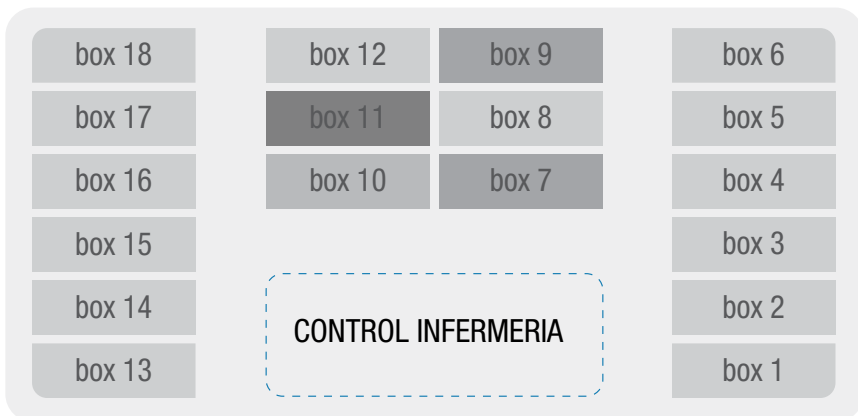 box 18 box 12 box 9 box 6
box 17 box 11 box 8 box 5
box 16 box 10 box 7 box 4
box 15 box 3
box 14 box 2
CONTROL INFERMERIA
box 13 box 1